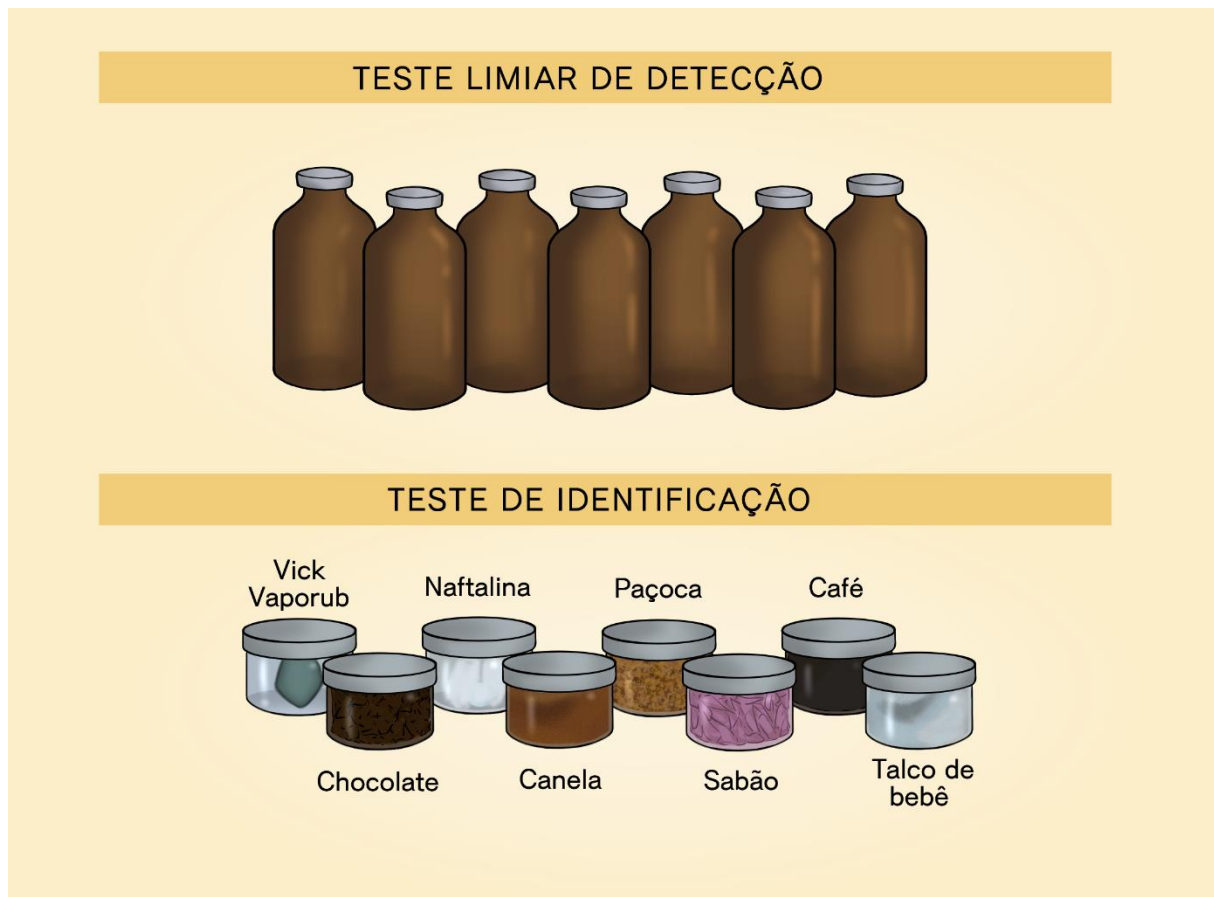 TESTE LIMIAR DE DETECÇÃO
TESTE DE IDENTIFICAÇÃO
Vick
Vaporub
Naftalina
Paçoca
Café
Chocolate
Canela
Sabão
Talco de
bebê